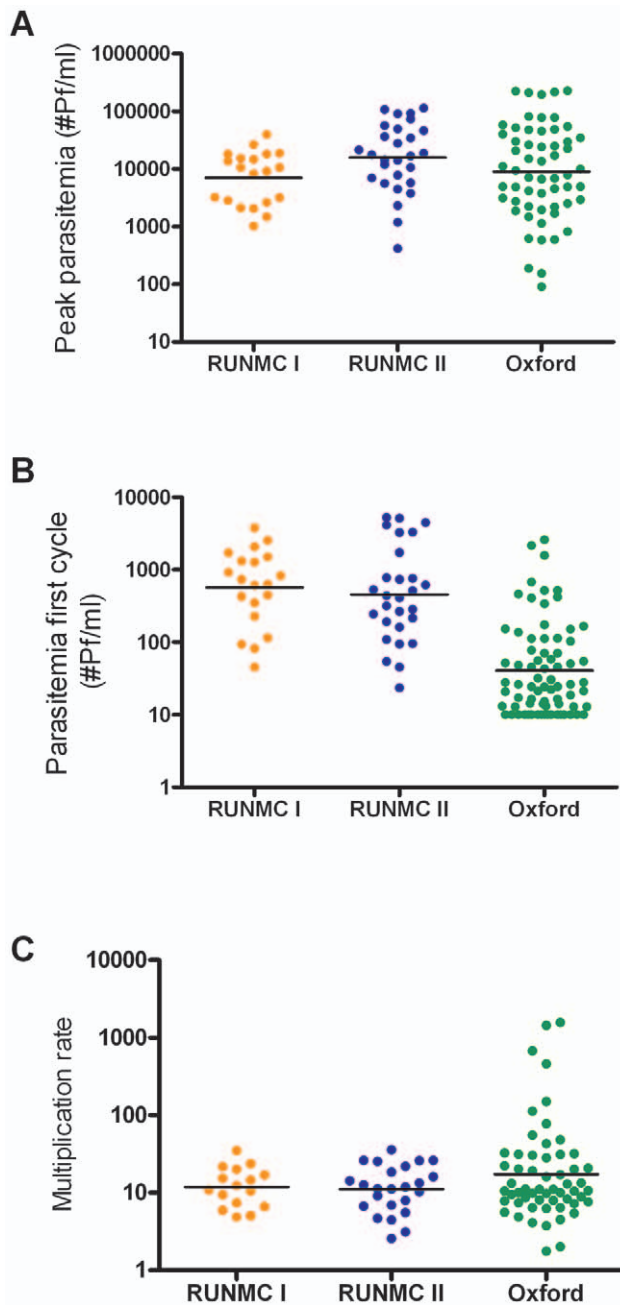 A
Peak parasitemia (#Pf/ml)
1000000
100000
10000
1000
100
10
RUNMC I RUNMC II Oxford
B
Parasitemia first cycle
(#Pf/ml)
10000
1000
100
10
1
RUNMC I RUNMC II Oxford
C
Multiplication rate
10000
1000
100
10
1
RUNMC I RUNMC II Oxford